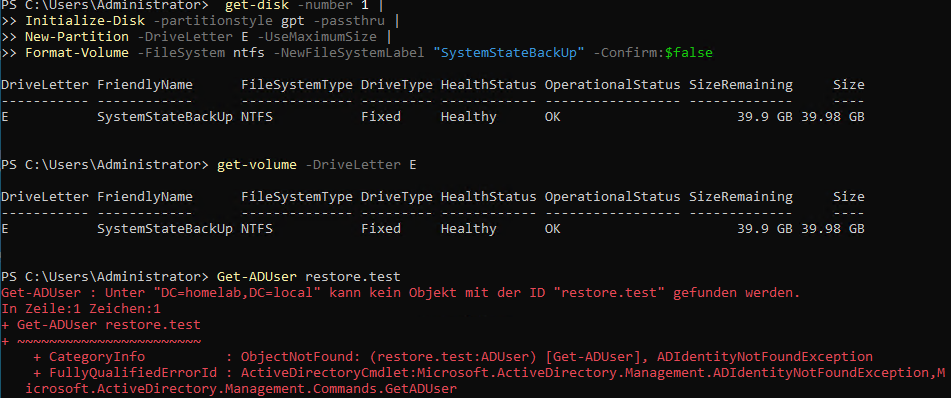 PS C:\Users\Administrator>  get-disk -number 1 |
>> Initialize-Disk -partitionstyle gpt -passthru |
>> New-Partition -DriveLetter E -UseMaximumSize |
>> Format-Volume -FileSystem ntfs -NewFileSystemLabel "SystemStateBackUp" -Confirm:$false
DriveLetter FriendlyName      FileSystemType DriveType HealthStatus OperationalStatus SizeRemaining     Size
----------- ------------      -------------- --------- ------------ ----------------- -------------     ----
E           SystemStateBackUp NTFS           Fixed     Healthy      OK                      39.9 GB 39.98 GB
PS C:\Users\Administrator> get-volume -DriveLetter E
DriveLetter FriendlyName      FileSystemType DriveType HealthStatus OperationalStatus SizeRemaining     Size
----------- ------------      -------------- --------- ------------ ----------------- -------------     ----
E           SystemStateBackUp NTFS           Fixed     Healthy      OK                      39.9 GB 39.98 GB
PS C:\Users\Administrator> Get-ADUser restore.test
Get-ADUser : Unter "DC=homelab,DC=local" kann kein Objekt mit der ID "restore.test" gefunden werden.
In Zeile:1 Zeichen:1
+ Get-ADUser restore.test
+ ~~~~~~~~~~~~~~~~~~~~~~~
    + CategoryInfo          : ObjectNotFound: (restore.test:ADUser) [Get-ADUser], ADIdentityNotFoundException
    + FullyQualifiedErrorId : ActiveDirectoryCmdlet:Microsoft.ActiveDirectory.Management.ADIdentityNotFoundException,M
   icrosoft.ActiveDirectory.Management.Commands.GetADUser